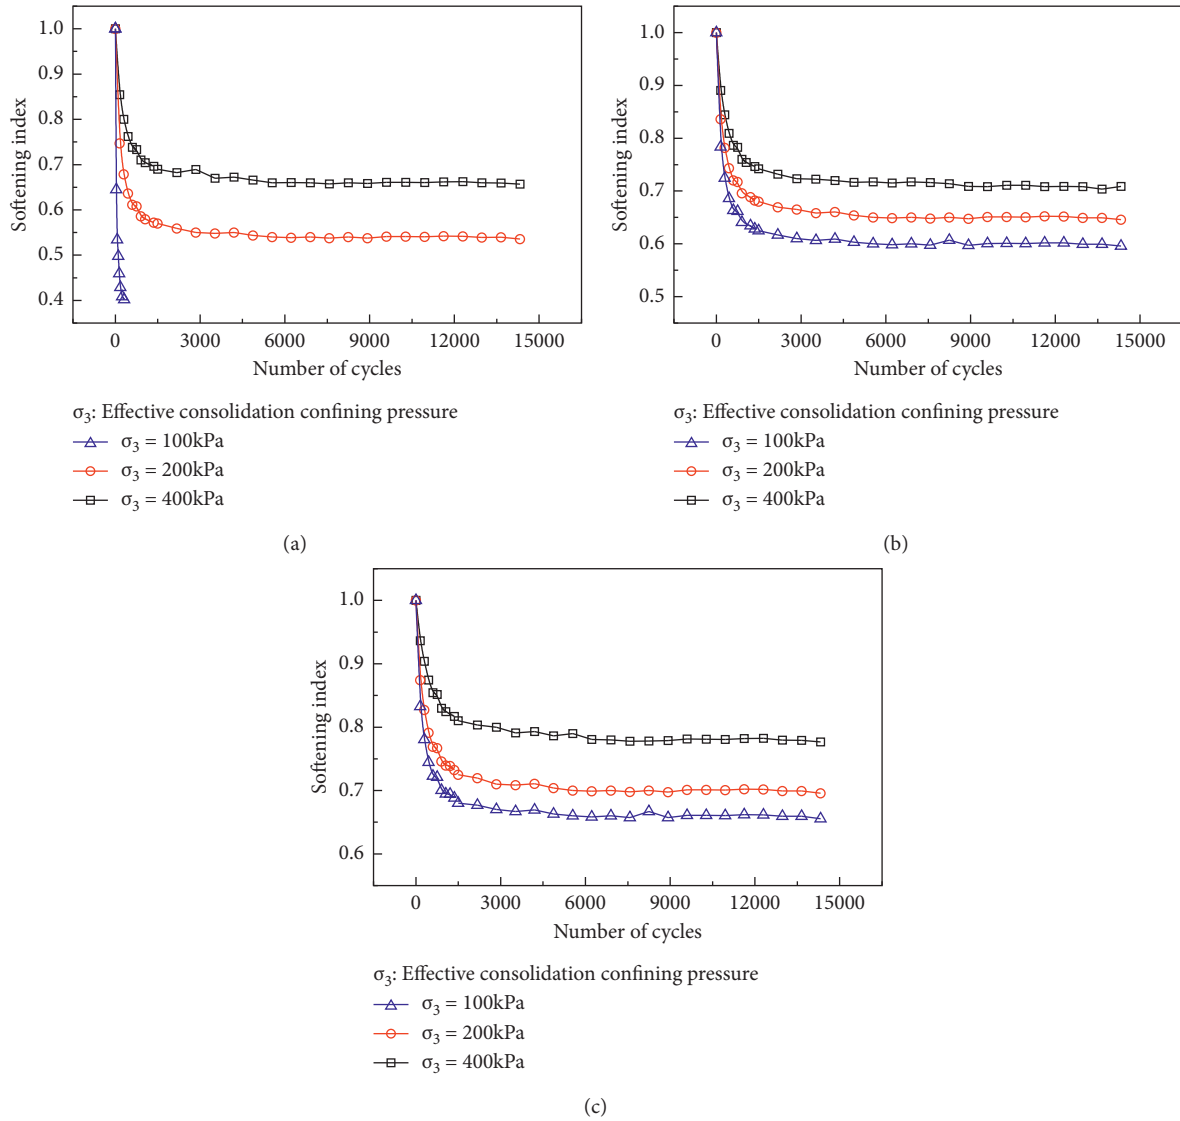 1.0
0.9
0.8
0.7
0.6
0.5
0.4
Softening index
0 3000 6000 9000 12000 15000
Number of cycles
σ3: Effective consolidation confining pressure
σ3 = 100kPa
σ3 = 200kPa
σ3 = 400kPa
(a)
1.0
0.9
0.8
0.7
0.6
0.5
Softening index
0 3000 6000 9000 12000 15000
Number of cycles
σ3: Effective consolidation confining pressure
σ3 = 100kPa
σ3 = 200kPa
σ3 = 400kPa
(b)
1.0
0.9
0.8
0.7
0.6
Softening index
0 3000 6000 9000 12000 15000
Number of cycles
σ3: Effective consolidation confining pressure
σ3 = 100kPa
σ3 = 200kPa
σ3 = 400kPa
(c)